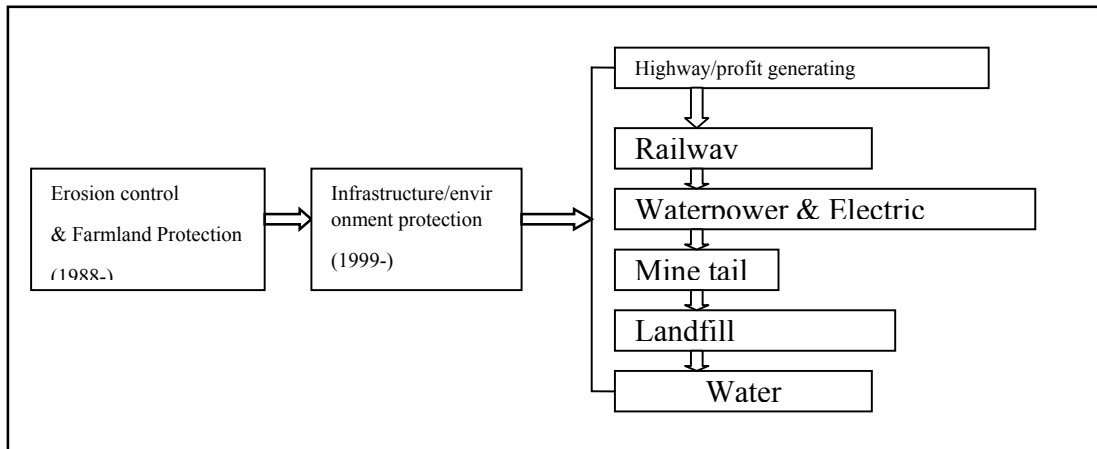 Erosion control
& Farmland Protection
(1988-)
Infrastructure/envir
onment protection
(1999-)
Highway/profit generating
Railway
Waterpower & Electric
Mine tail
Landfill
Water